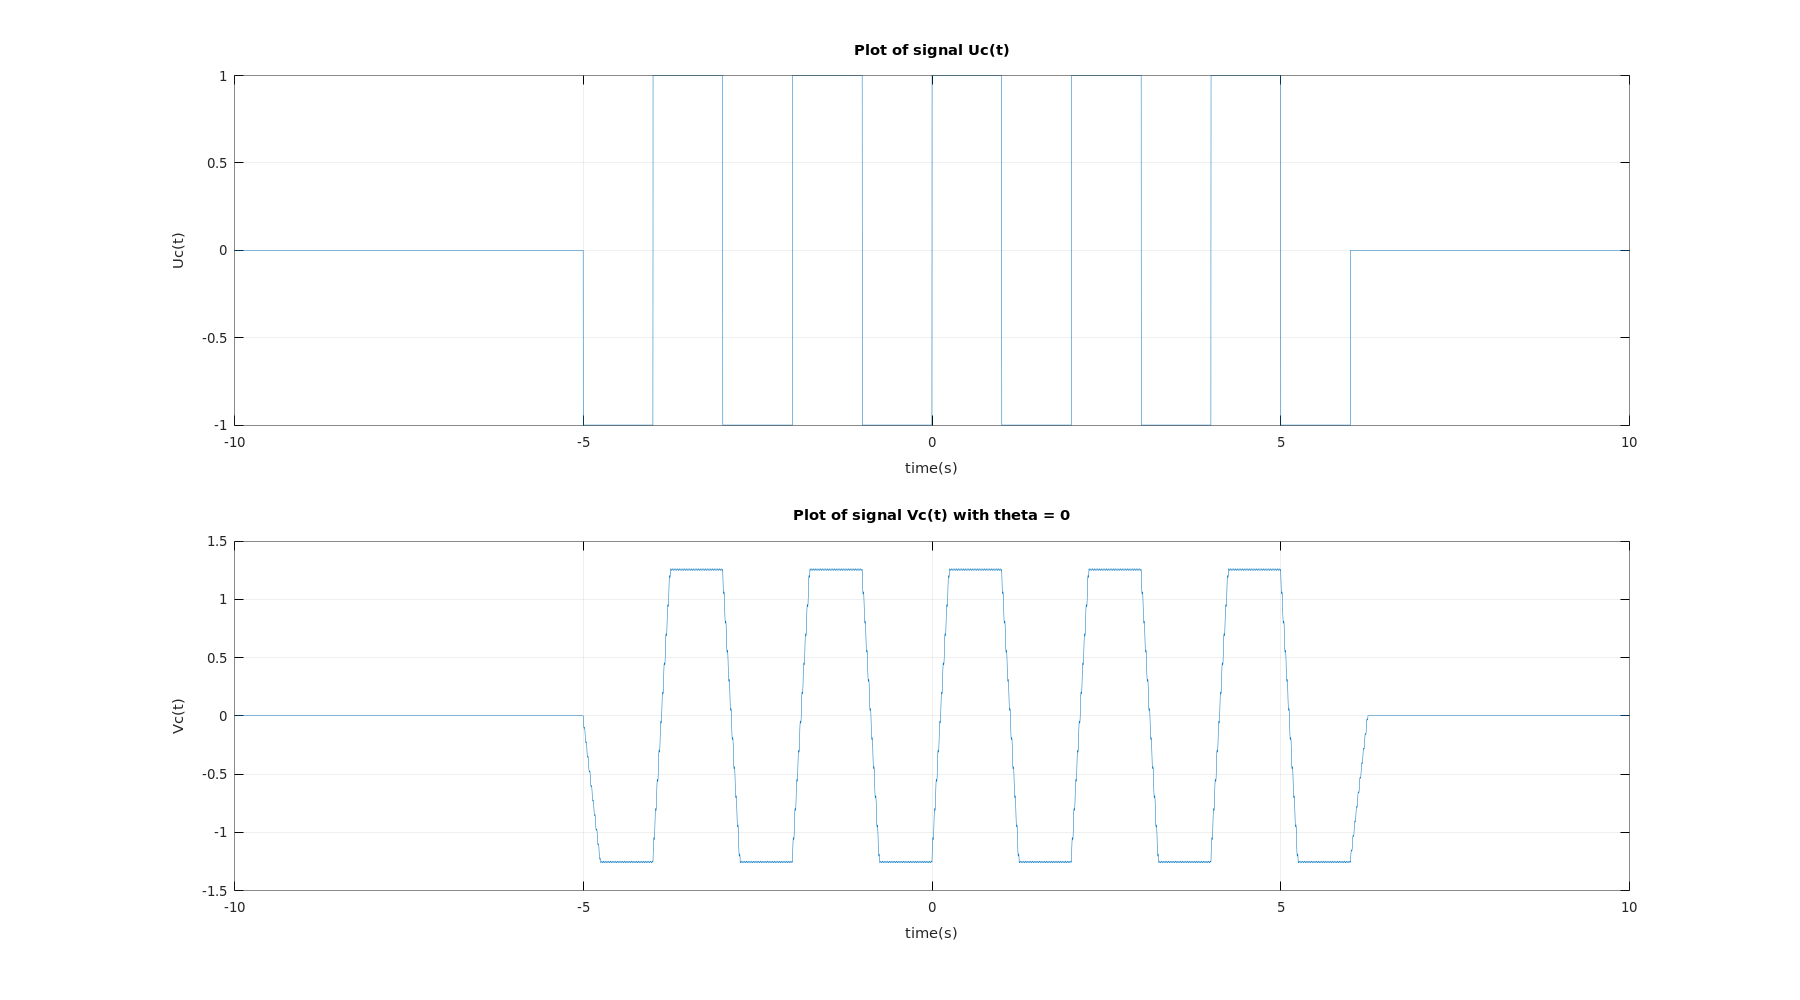 Plot of signal Uc(t)
1
0.5
0
-0.5
-1
Uc(t)
-10 -5 0 5 10
time(s)
Plot of signal Vc(t) with theta = 0
1.5
1
0.5
0
-0.5
-1
-1.5
Vc(t)
-10 -5 0 5 10
time(s)